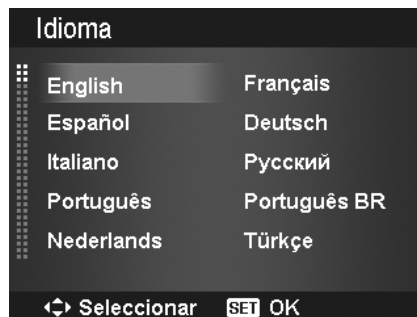 Idioma
English Français
Español Deutsch
Italiano Русский
Português Português BR
Nederlands Türkçe
Seleccionar SET OK